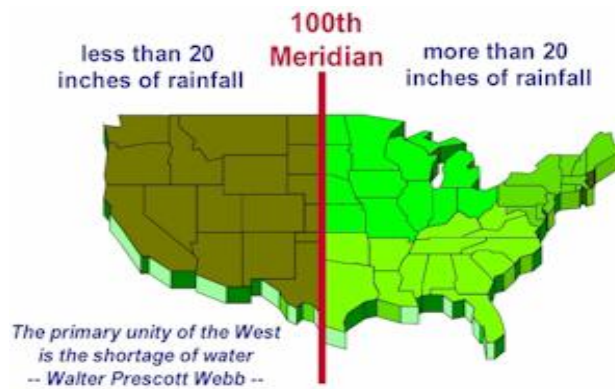 100th
Meridian
less than 20
inches of rainfall
more than 20
inches of rainfall
The primary unity of the West
is the shortage of water
-- Walter Prescott Webb --